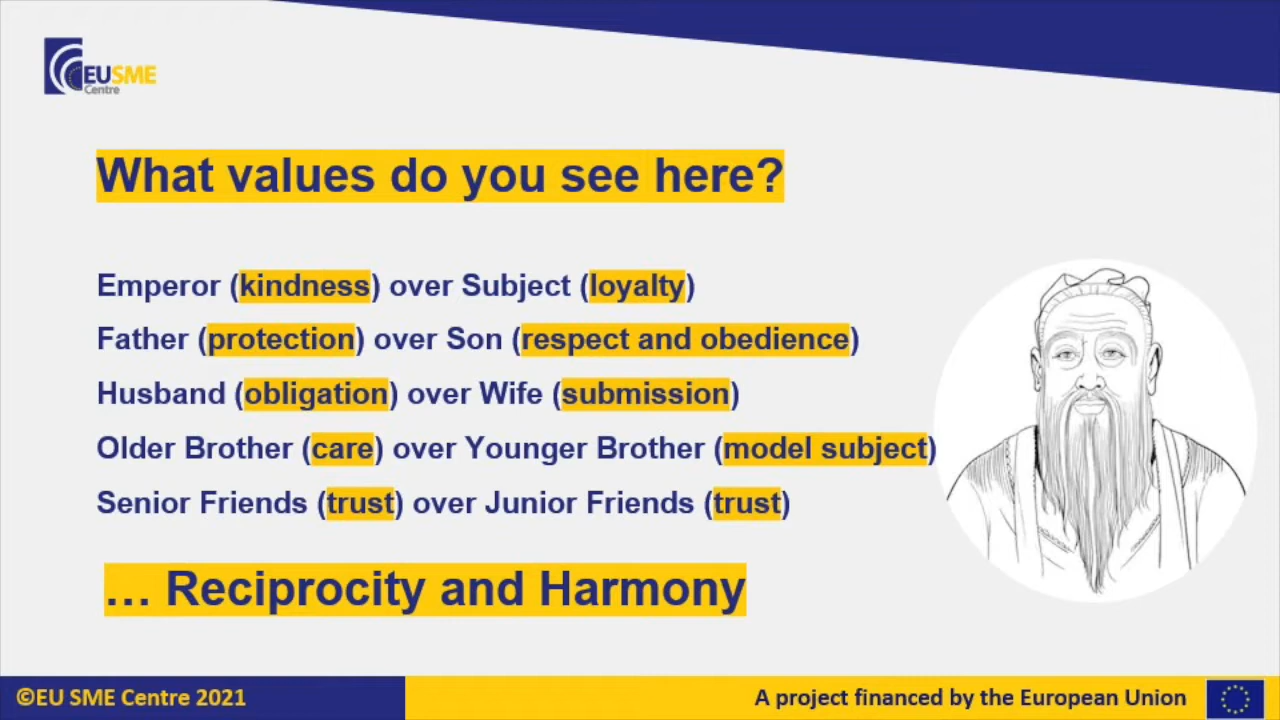 EUSME
Centre
What values do you see here?
Emperor (kindness) over Subject (loyalty)
Father (protection) over Son (respect and obedience)
Husband (obligation) over Wife (submission)
Older Brother (care) over Younger Brother (model subject)
Senior Friends (trust) over Junior Friends (trust)
... Reciprocity and Harmony
©EU SME Centre 2021
A project financed by the European Union